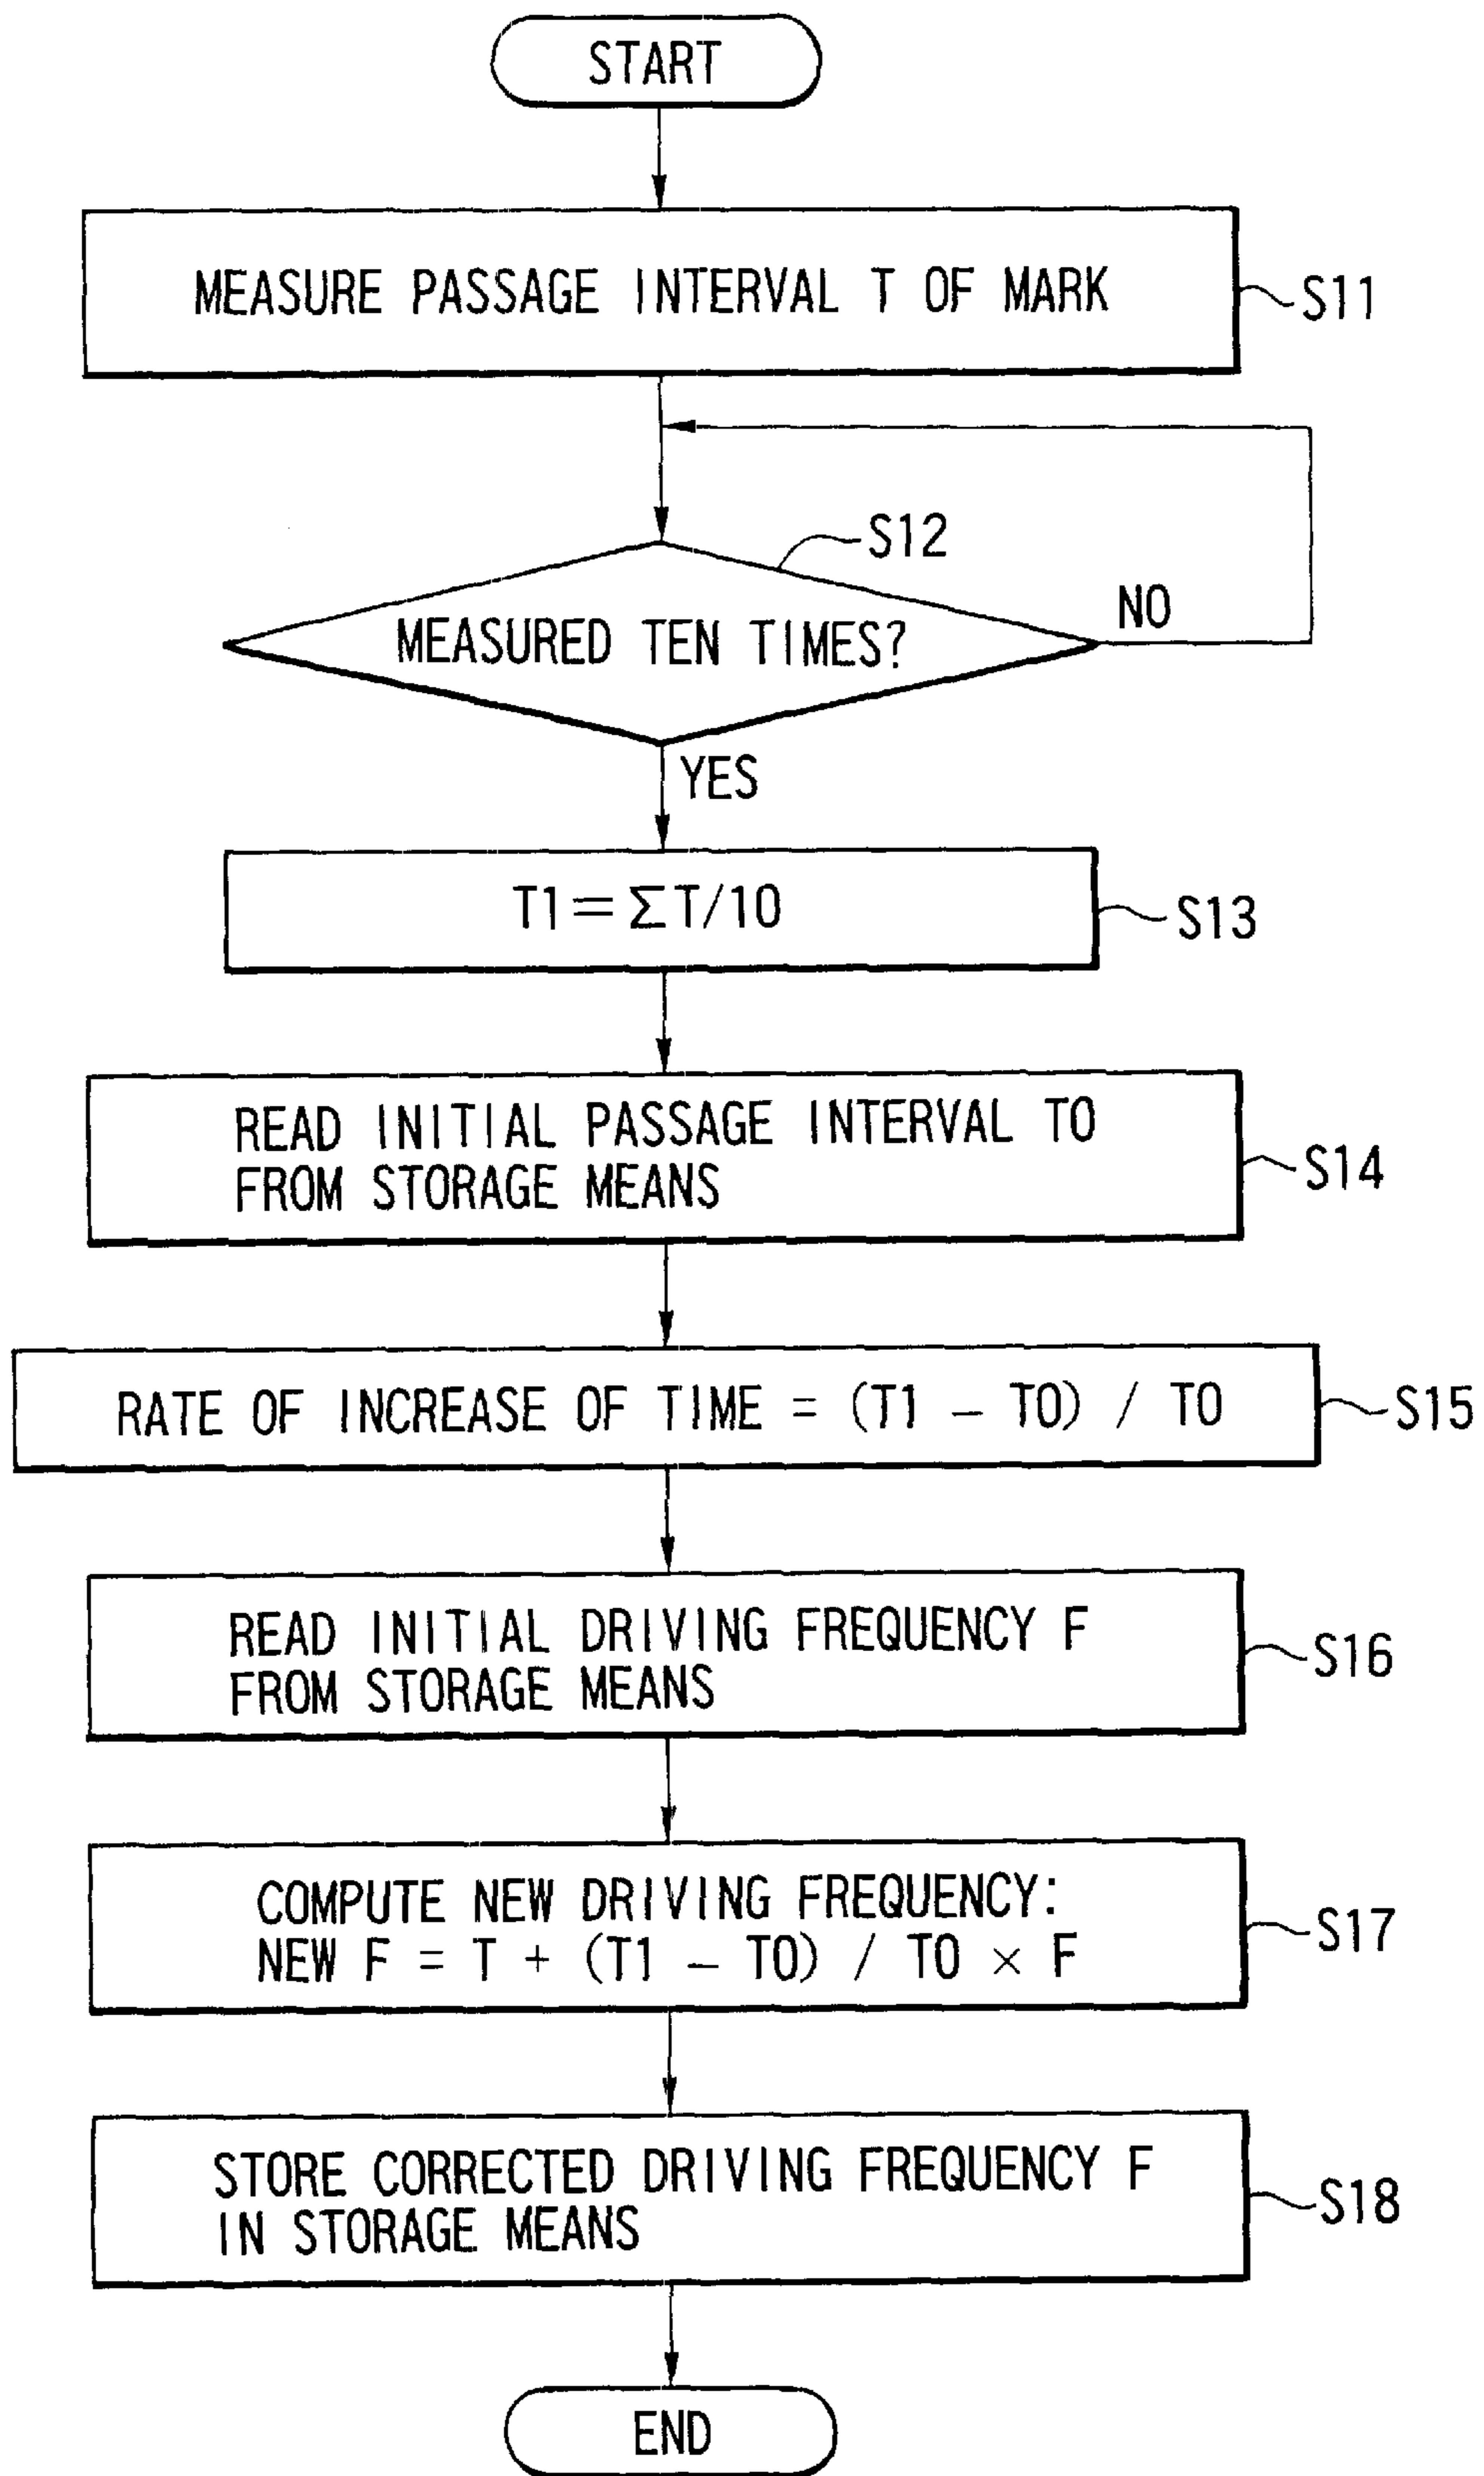 START
MEASURE PASSAGE INTERVAL T OF MARK
S11
S12
MEASURED TEN TIMES?
NO
YES
T1=ΣT/10
S13
READ INITIAL PASSAGE INTERVAL T0
FROM STORAGE MEANS
S14
RATE OF INCREASE OF TIME = (T1 – T0) / T0
S15
READ INITIAL DRIVING FREQUENCY F
FROM STORAGE MEANS
S16
COMPUTE NEW DRIVING FREQUENCY:
NEW F = T + (T1 – T0) / T0 × F
S17
STORE CORRECTED DRIVING FREQUENCY F
IN STORAGE MEANS
S18
END